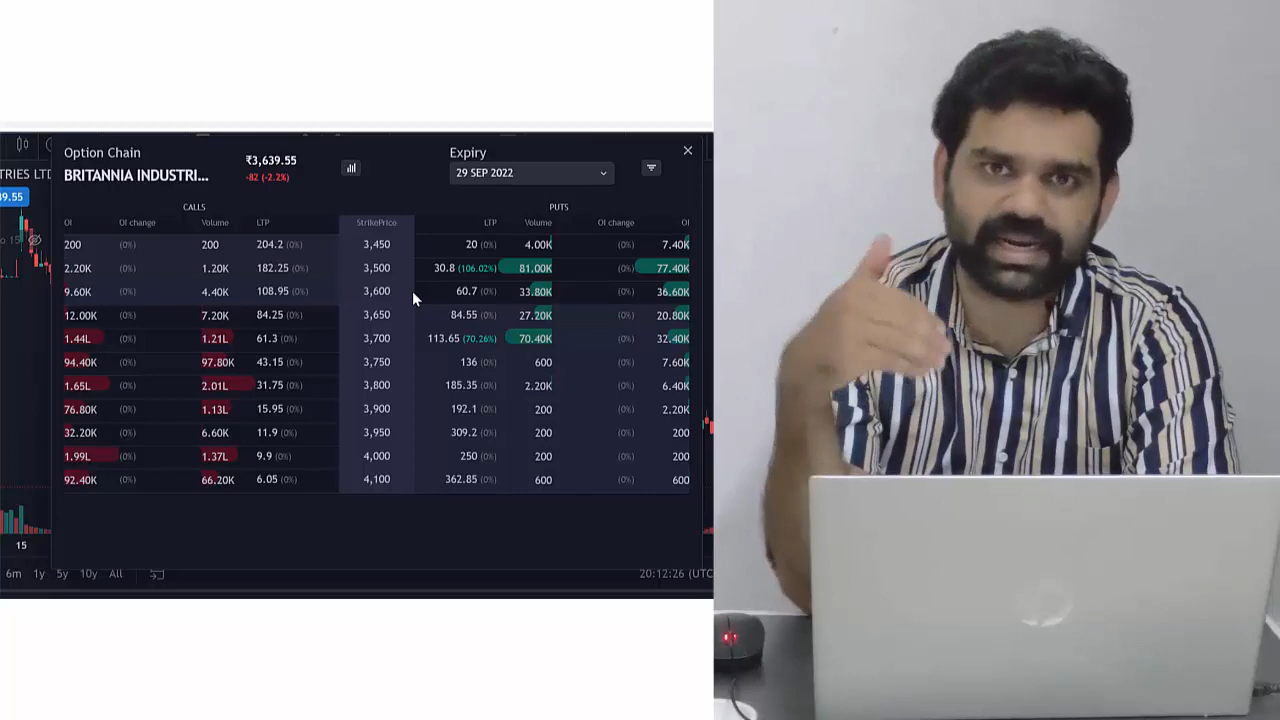 Option Chain
₹3,639.55
Expiry
TRIES LTD
BRITANNIA INDUSTRI...
-82 (-2.2%)
29 SEP 2022
39.55
CALLS
PUTS
OI OI change Volume LTP StrikePrice LTP Volume OI change OI
200 (0%) 200 204.2 (0%) 3,450 20 (0%) 4.00K (0%) 7.40K
2.20K (0%) 1.20K 182.25 (0%) 3,500 30.8 (106.02%) 81.00K (0%) 77.40K
9.60K (0%) 4.40K 108.95 (0%) 3,600 60.7 (0%) 33.80K (0%) 36.60K
12.00K (0%) 7.20K 84.25 (0%) 3,650 84.55 (0%) 27.20K (0%) 20.80K
1.44L (0%) 1.21L 61.3 (0%) 3,700 113.65 (70.26%) 70.40K (0%) 32.40K
94.40K (0%) 97.80K 43.15 (0%) 3,750 136 (0%) 600 (0%) 7.60K
1.65L (0%) 2.01L 31.75 (0%) 3,800 185.35 (0%) 2.20K (0%) 6.40K
76.80K (0%) 1.13L 15.95 (0%) 3,900 192.1 (0%) 200 (0%) 2.20K
32.20K (0%) 6.60K 11.9 (0%) 3,950 309.2 (0%) 200 (0%) 200
1.99L (0%) 1.37L 9.9 (0%) 4,000 250 (0%) 200 (0%) 200
92.40K (0%) 66.20K 6.05 (0%) 4,100 362.85 (0%) 600 (0%) 600
15
6m 1y 5y 10y All 20:12:26 (UTC